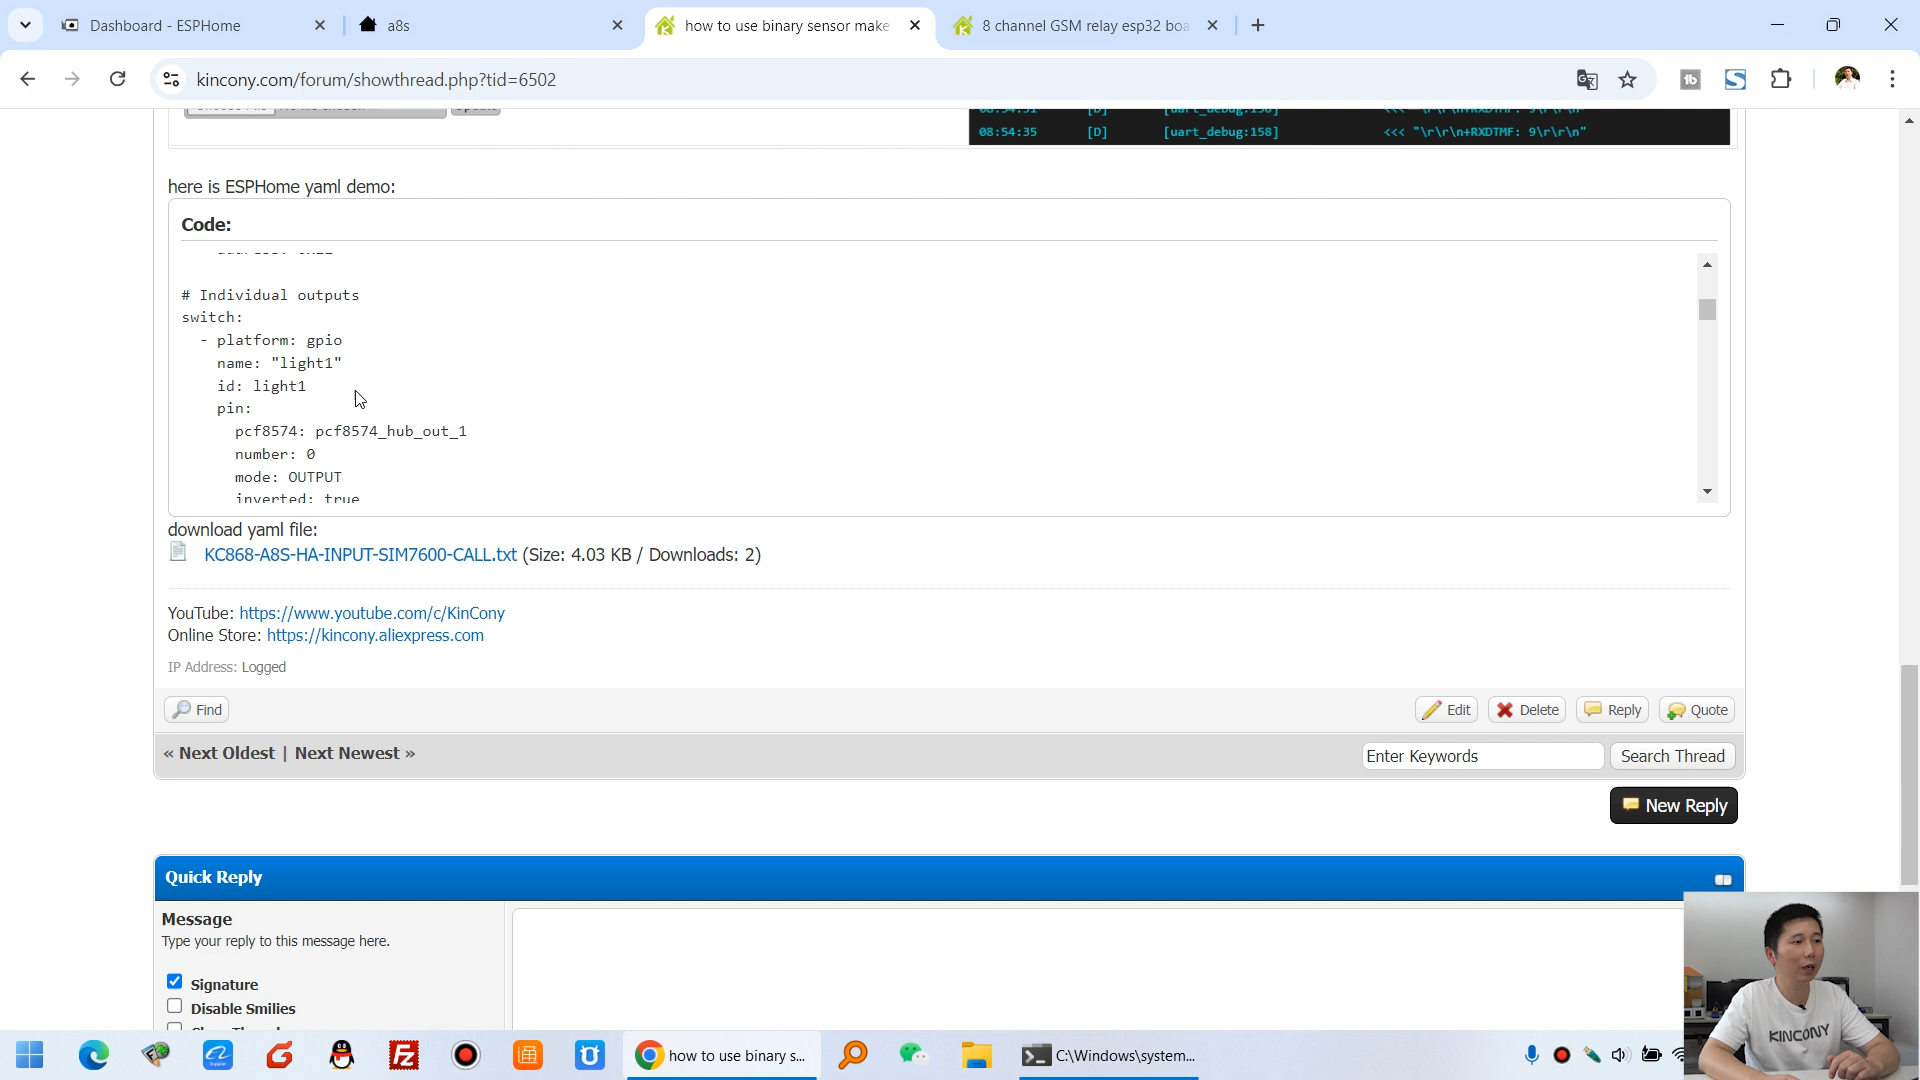 Dashboard - ESPHome
a8s
how to use binary sensor make
8 channel GSM relay esp32 boa
kincony.com/forum/showthread.php?tid=6502
08:54:35 [D] [uart_debug:158] <<< "\r\r\n+RXDTMF: 9\r\r\n"
here is ESPHome yaml demo:
Code:
# Individual outputs
switch:
- platform: gpio
name: "light1"
id: light1
pin:
pcf8574: pcf8574_hub_out_1
number: 0
mode: OUTPUT
inverted: true
download yaml file:
KC868-A8S-HA-INPUT-SIM7600-CALL.txt (Size: 4.03 KB / Downloads: 2)
YouTube: https://www.youtube.com/c/KinCony
Online Store: https://kincony.aliexpress.com
IP Address: Logged
Find
Edit
Delete
Reply
Quote
« Next Oldest | Next Newest »
Enter Keywords
Search Thread
New Reply
Quick Reply
Message
Type your reply to this message here.
Signature
Disable Smilies
KINCONY
how to use binary s...
C:\Windows\system...